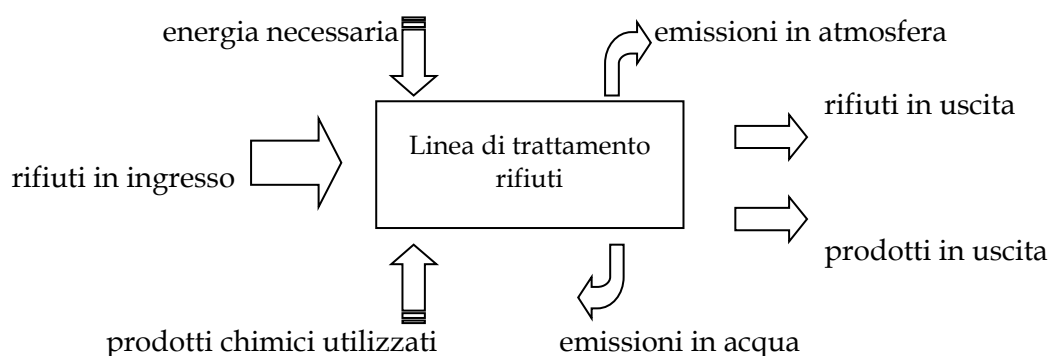 energia necessaria
emissioni in atmosfera
rifiuti in uscita
Linea di trattamento
rifiuti
rifiuti in ingresso
prodotti in uscita
prodotti chimici utilizzati
emissioni in acqua